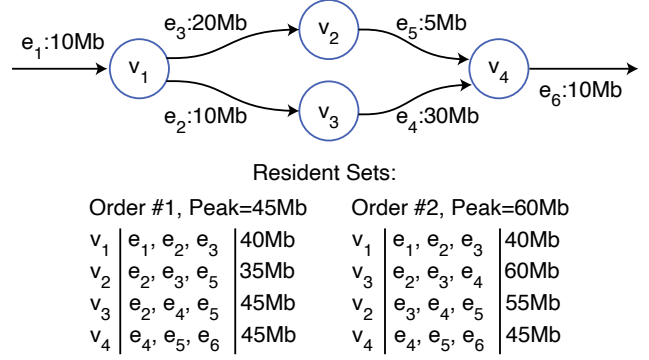 e₁:10Mb
e₃:20Mb
e₅:5Mb
v₁
v₂
v₃
v₄
e₂:10Mb
e₄:30Mb
e₆:10Mb
Resident Sets:
Order #1, Peak=45Mb
v₁ | e₁, e₂, e₃ | 40Mb
v₂ | e₂, e₃, e₅ | 35Mb
v₃ | e₂, e₄, e₅ | 45Mb
v₄ | e₄, e₅, e₆ | 45Mb
Order #2, Peak=60Mb
v₁ | e₁, e₂, e₃ | 40Mb
v₃ | e₂, e₃, e₄ | 60Mb
v₂ | e₃, e₄, e₅ | 55Mb
v₄ | e₄, e₅, e₆ | 45Mb